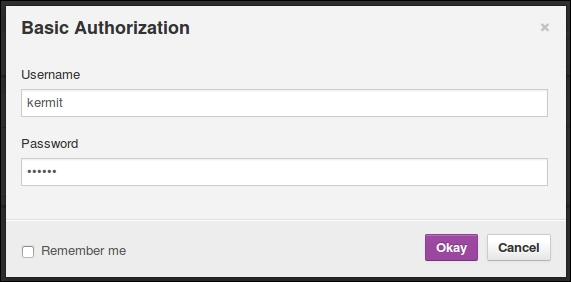 Basic Authorization
×
Username
kermit
Password
••••••
Remember me
Okay
Cancel